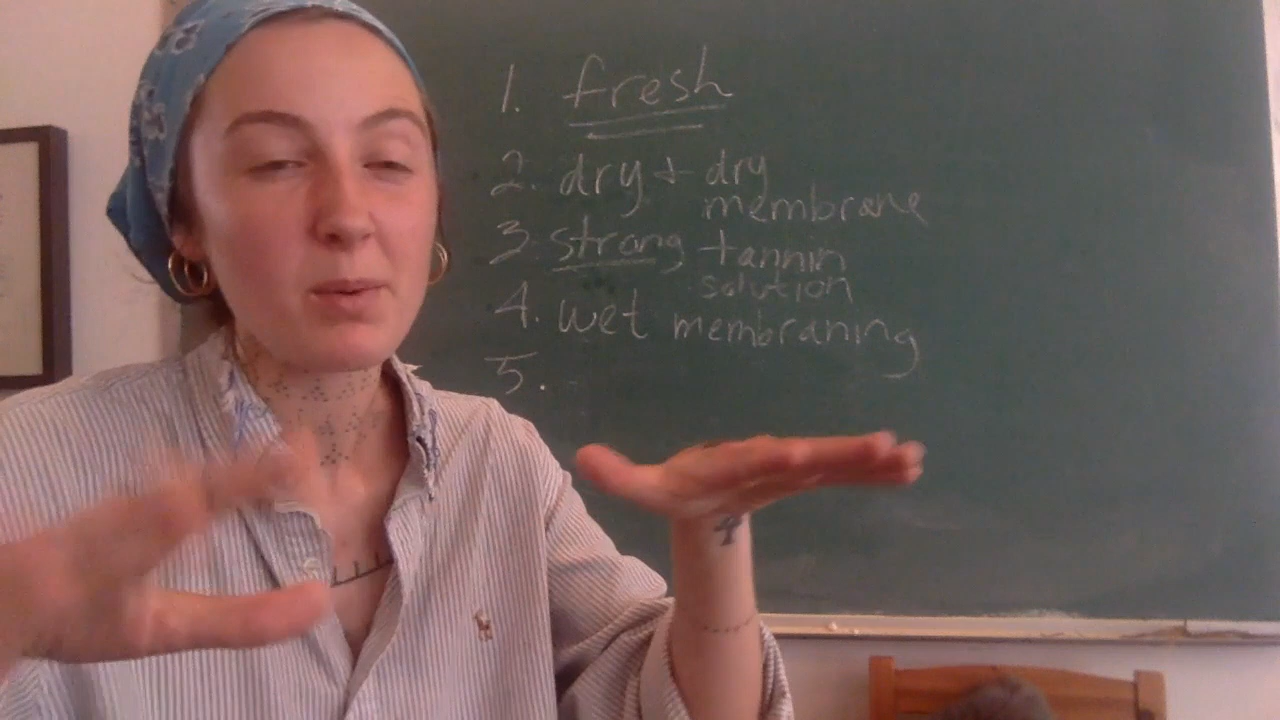 1. fresh
2. dry + dry
membrane
3. strong tannin
solution
4. wet membraning
5.